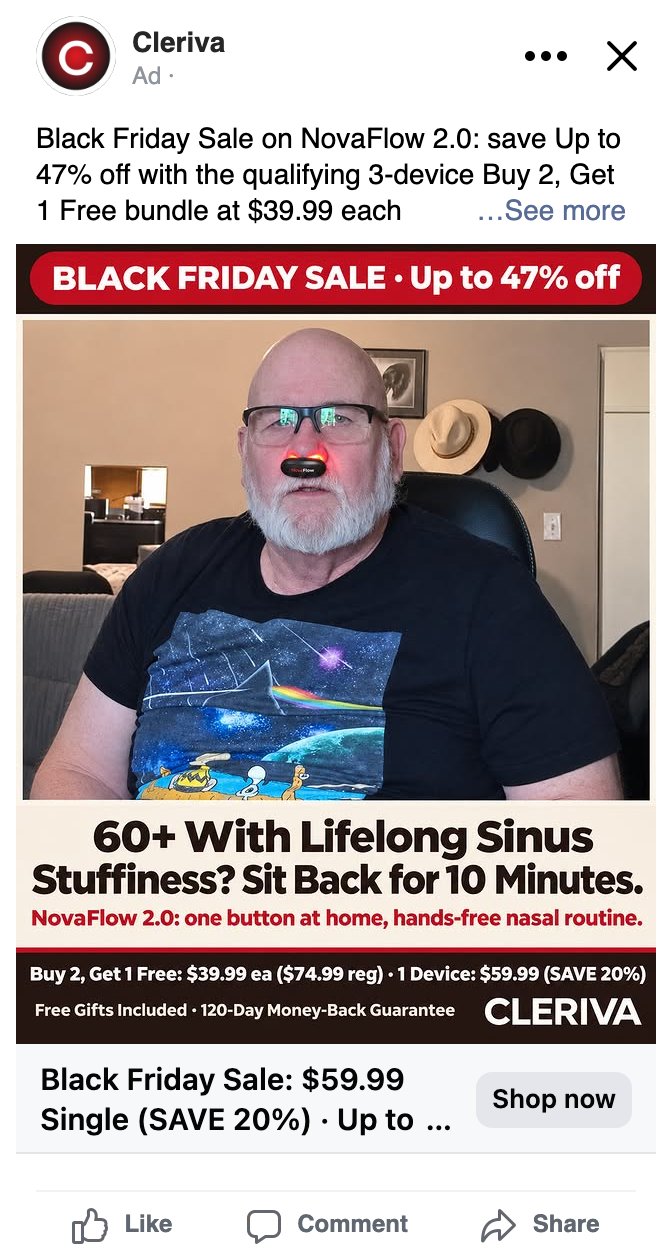 C
Cleriva
Ad ·
Black Friday Sale on NovaFlow 2.0: save Up to
47% off with the qualifying 3-device Buy 2, Get
1 Free bundle at $39.99 each ...See more
BLACK FRIDAY SALE · Up to 47% off
NovaFlow
60+ With Lifelong Sinus
Stuffiness? Sit Back for 10 Minutes.
NovaFlow 2.0: one button at home, hands-free nasal routine.
Buy 2, Get 1 Free: $39.99 ea ($74.99 reg) · 1 Device: $59.99 (SAVE 20%)
Free Gifts Included · 120-Day Money-Back Guarantee CLERIVA
Black Friday Sale: $59.99
Single (SAVE 20%) · Up to ...
Shop now
Like Comment Share